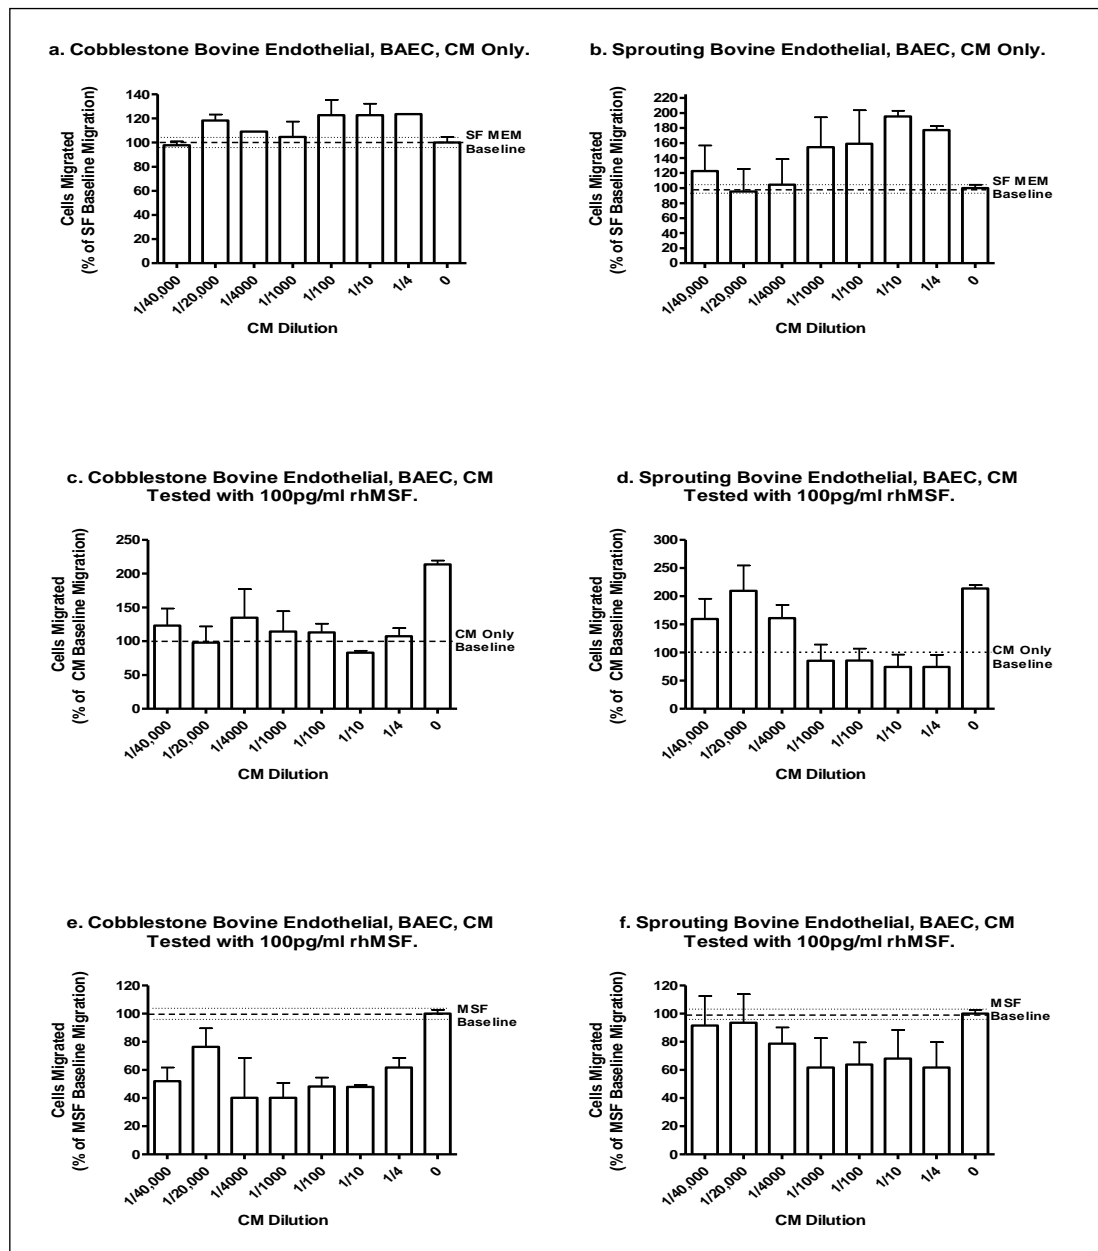 a. Cobblestone Bovine Endothelial, BAEC, CM Only.
Cells Migrated
(% of SF Baseline Migration)
140
120
100
80
60
40
20
0
SF MEM
Baseline
1/40,000
1/20,000
1/4000
1/1000
1/100
1/10
1/4
0
CM Dilution
b. Sprouting Bovine Endothelial, BAEC, CM Only.
Cells Migrated
(% of SF Baseline Migration)
220
200
180
160
140
120
100
80
60
40
20
0
SF MEM
Baseline
1/40,000
1/20,000
1/4000
1/1000
1/100
1/10
1/4
0
CM Dilution
c. Cobblestone Bovine Endothelial, BAEC, CM
Tested with 100pg/ml rhMSF.
Cells Migrated
(% of CM Baseline Migration)
250
200
150
100
50
0
CM Only
Baseline
1/40,000
1/20,000
1/4000
1/1000
1/100
1/10
1/4
0
CM Dilution
d. Sprouting Bovine Endothelial, BAEC, CM
Tested with 100pg/ml rhMSF.
Cells Migrated
(% of CM Baseline Migration)
300
250
200
150
100
50
0
CM Only
Baseline
1/40,000
1/20,000
1/4000
1/1000
1/100
1/10
1/4
0
CM Dilution
e. Cobblestone Bovine Endothelial, BAEC, CM
Tested with 100pg/ml rhMSF.
Cells Migrated
(% of MSF Baseline Migration)
120
100
80
60
40
20
0
MSF
Baseline
1/40,000
1/20,000
1/4000
1/1000
1/100
1/10
1/4
0
CM Dilution
f. Sprouting Bovine Endothelial, BAEC, CM
Tested with 100pg/ml rhMSF.
Cells Migrated
(% of MSF Baseline Migration)
120
100
80
60
40
20
0
MSF
Baseline
1/40,000
1/20,000
1/4000
1/1000
1/100
1/10
1/4
0
CM Dilution